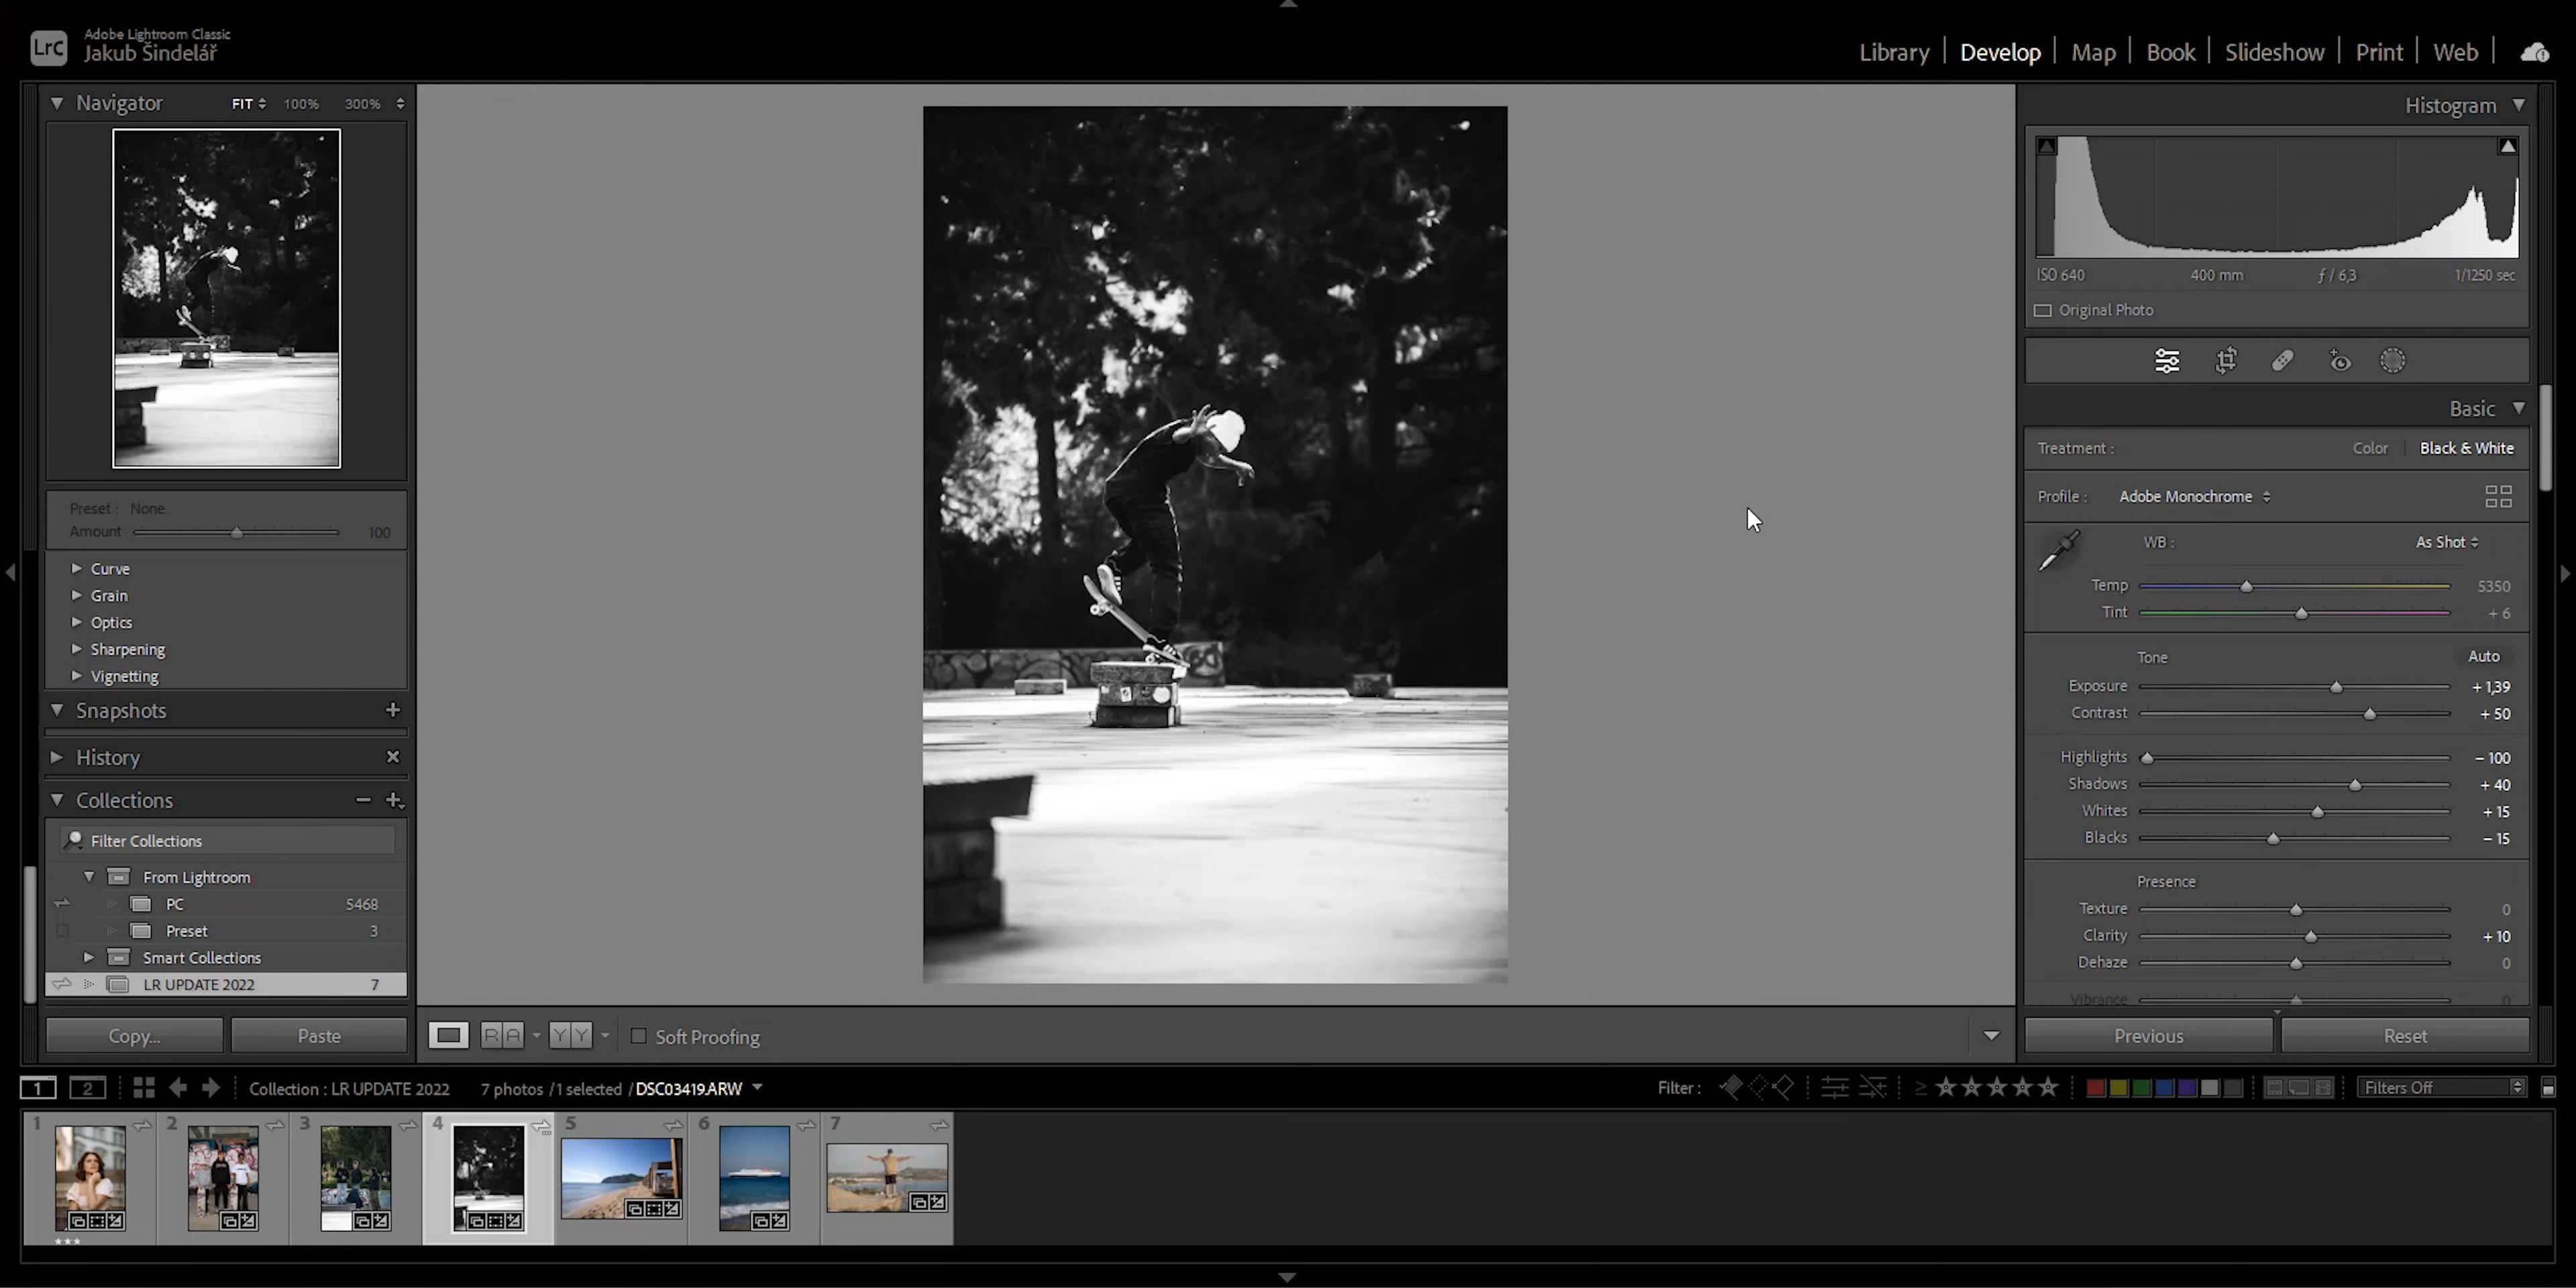 LrC
Adobe Lightroom Classic
Jakub Šindelář
Library | Develop | Map | Book | Slideshow | Print | Web
Navigator FIT 100% 300%
Preset : None
Amount 100
Curve
Grain
Optics
Sharpening
Vignetting
Snapshots
History
Collections
Filter Collections
From Lightroom
PC 5468
Preset 3
Smart Collections
LR UPDATE 2022 7
Copy... Paste
R A Y Y Soft Proofing
Histogram
ISO 640 400 mm ƒ / 6,3 1/1250 sec
Original Photo
Basic
Treatment : Color Black & White
Profile : Adobe Monochrome
WB : As Shot
Temp 5350
Tint + 6
Tone Auto
Exposure + 1,39
Contrast + 50
Highlights − 100
Shadows + 40
Whites + 15
Blacks − 15
Presence
Texture 0
Clarity + 10
Dehaze 0
Vibrance 0
Previous Reset
1 2 Collection : LR UPDATE 2022 7 photos / 1 selected / DSC03419.ARW Filter : ≥ ★★★★★ Filters Off
1 2 3 4 5 6 7
★★★